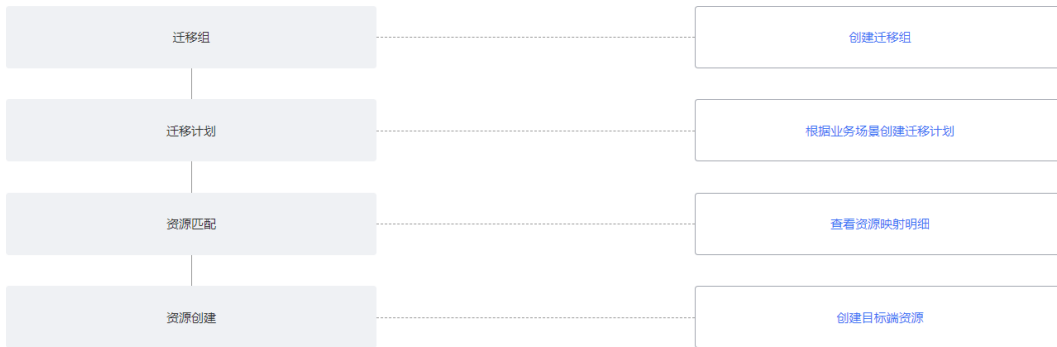 迁移组
创建迁移组
迁移计划
根据业务场景创建迁移计划
资源匹配
查看资源映射明细
资源创建
创建目标端资源